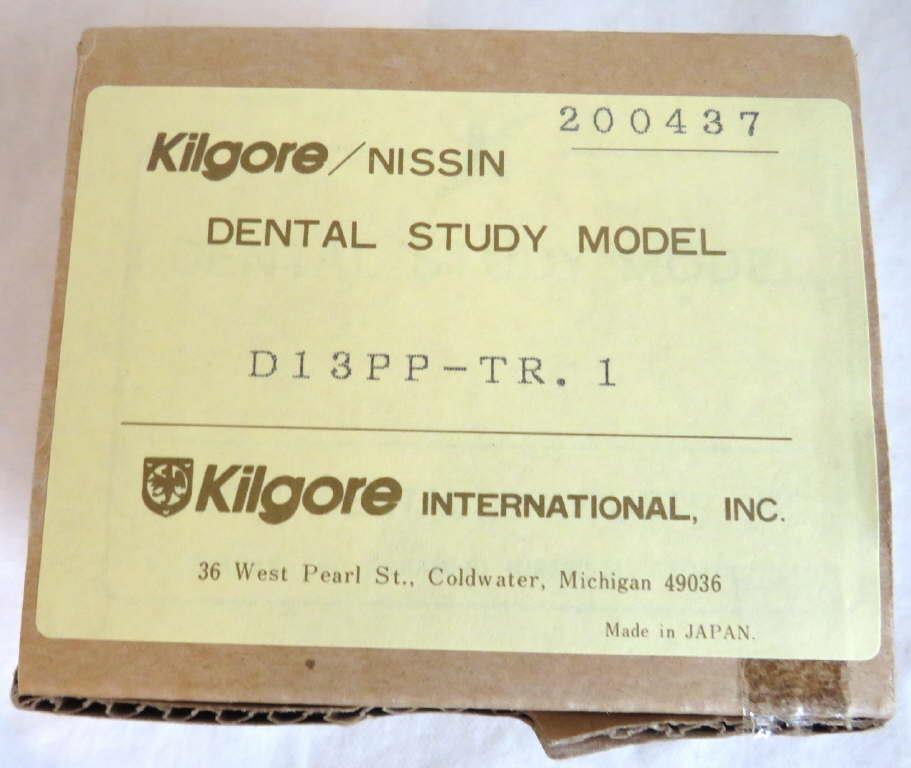 200437
Kilgore/NISSIN
DENTAL STUDY MODEL
D13PP-TR.1
Kilgore INTERNATIONAL, INC.
36 West Pearl St., Coldwater, Michigan 49036
Made in JAPAN.